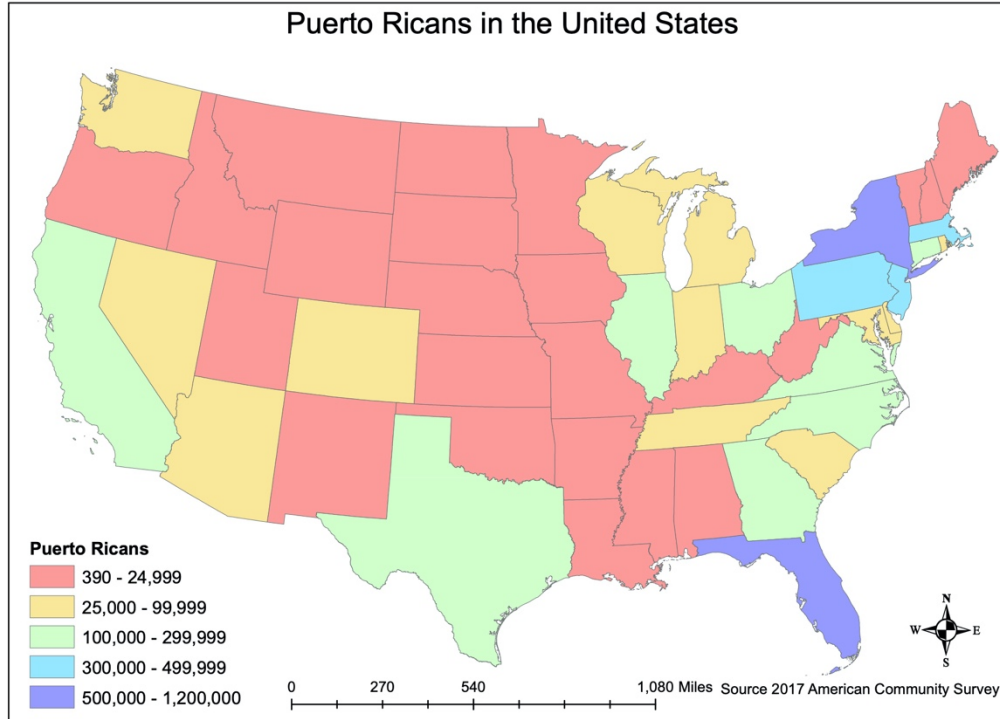 Puerto Ricans in the United States
Puerto Ricans
390 - 24,999
25,000 - 99,999
100,000 - 299,999
300,000 - 499,999
500,000 - 1,200,000
0 270 540 1,080 Miles
N
W E
S
Source 2017 American Community Survey